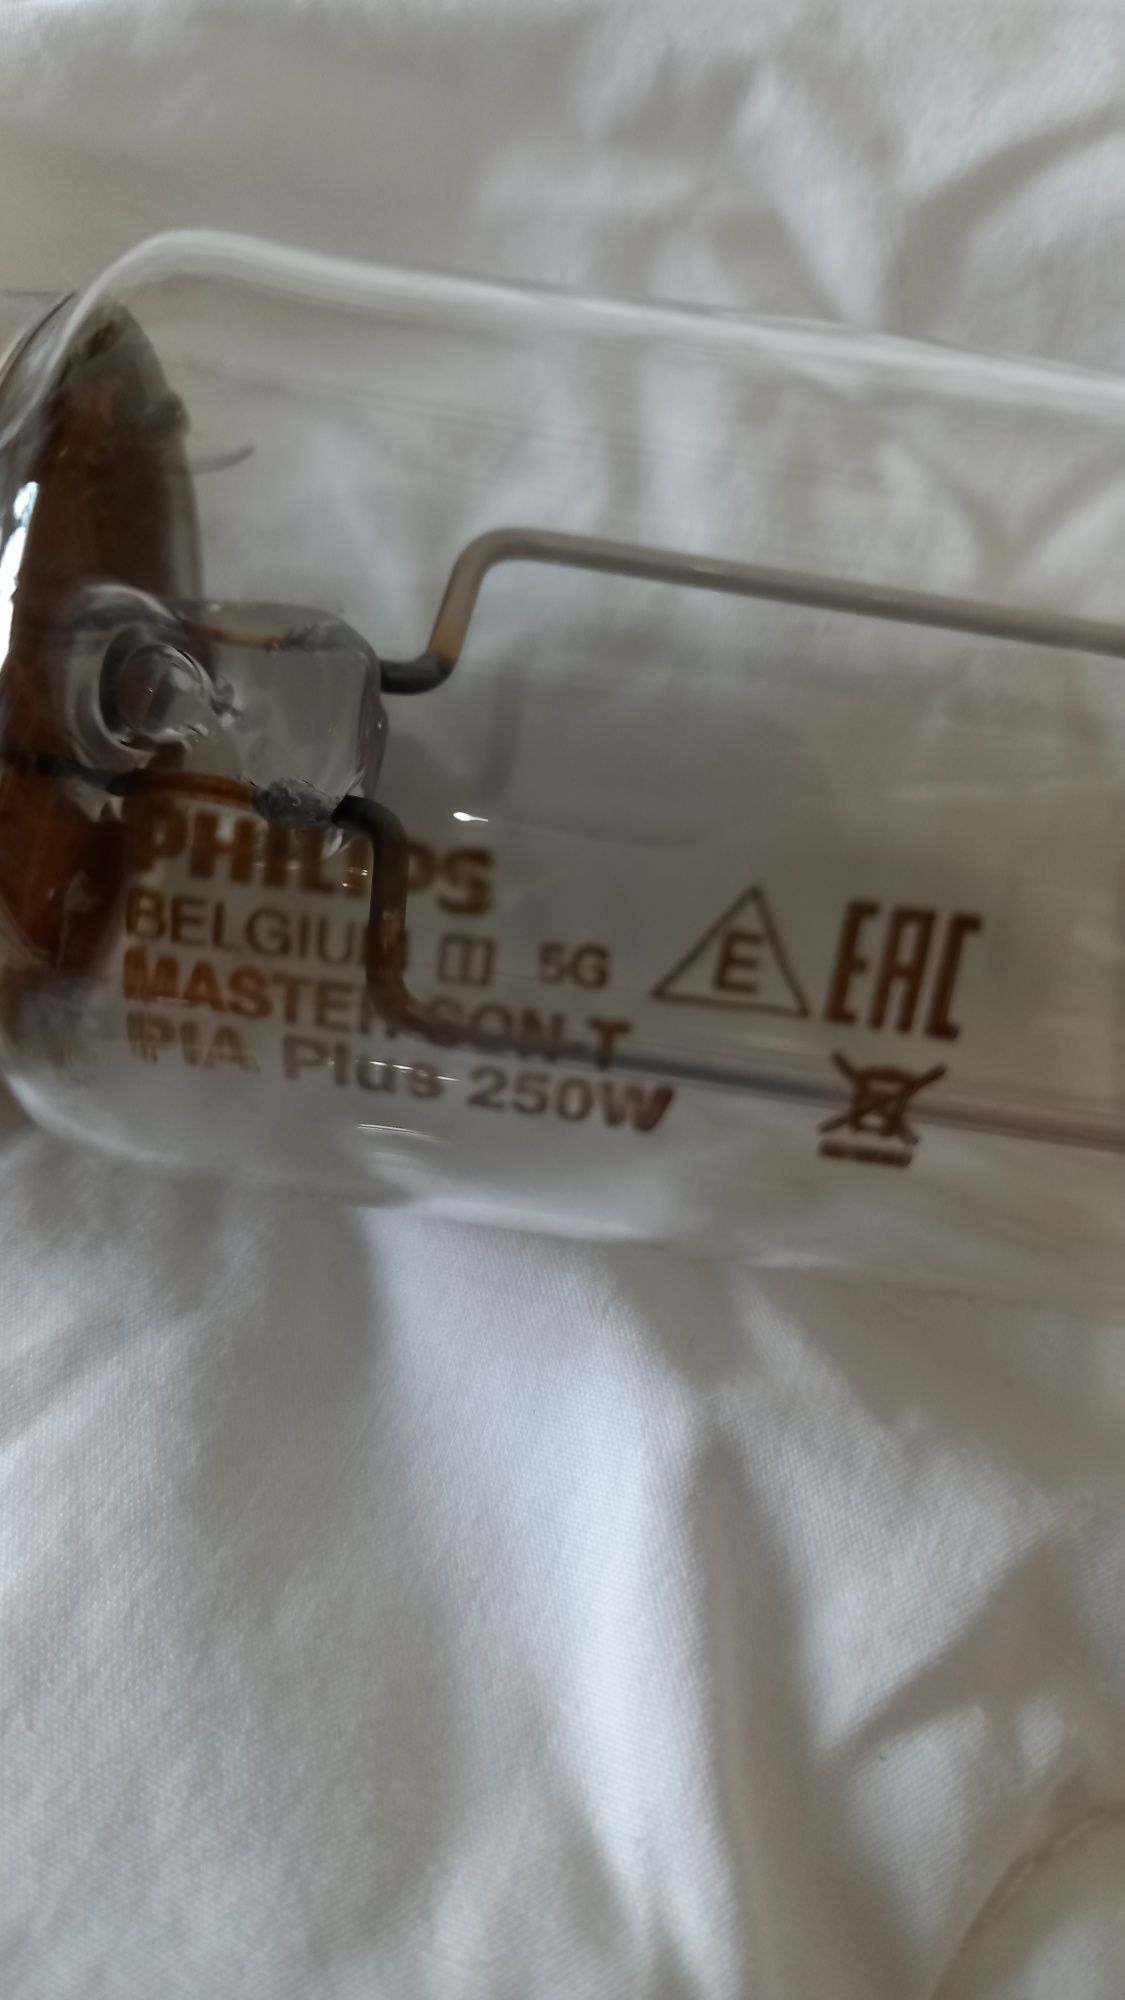 PHILIPS
BELGIUM 5G
E
EAC
MASTER SON-T
PIA Plus 250W